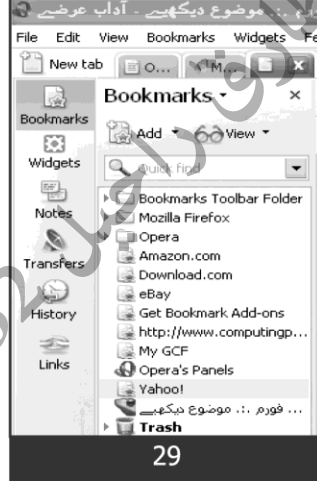 فورم .:. موضوع دیکھیے - آداب عرضی
File Edit View Bookmarks Widgets
New tab O... M...
Bookmarks
Bookmarks
Add View
Widgets
Quick find
Notes
Bookmarks Toolbar Folder
Mozilla Firefox
Opera
Transfers
Amazon.com
Download.com
eBay
History
Get Bookmark Add-ons
http://www.computingp...
My GCF
Links
Opera's Panels
Yahoo!
... فورم .:. موضوع دیکھیے
Trash
29